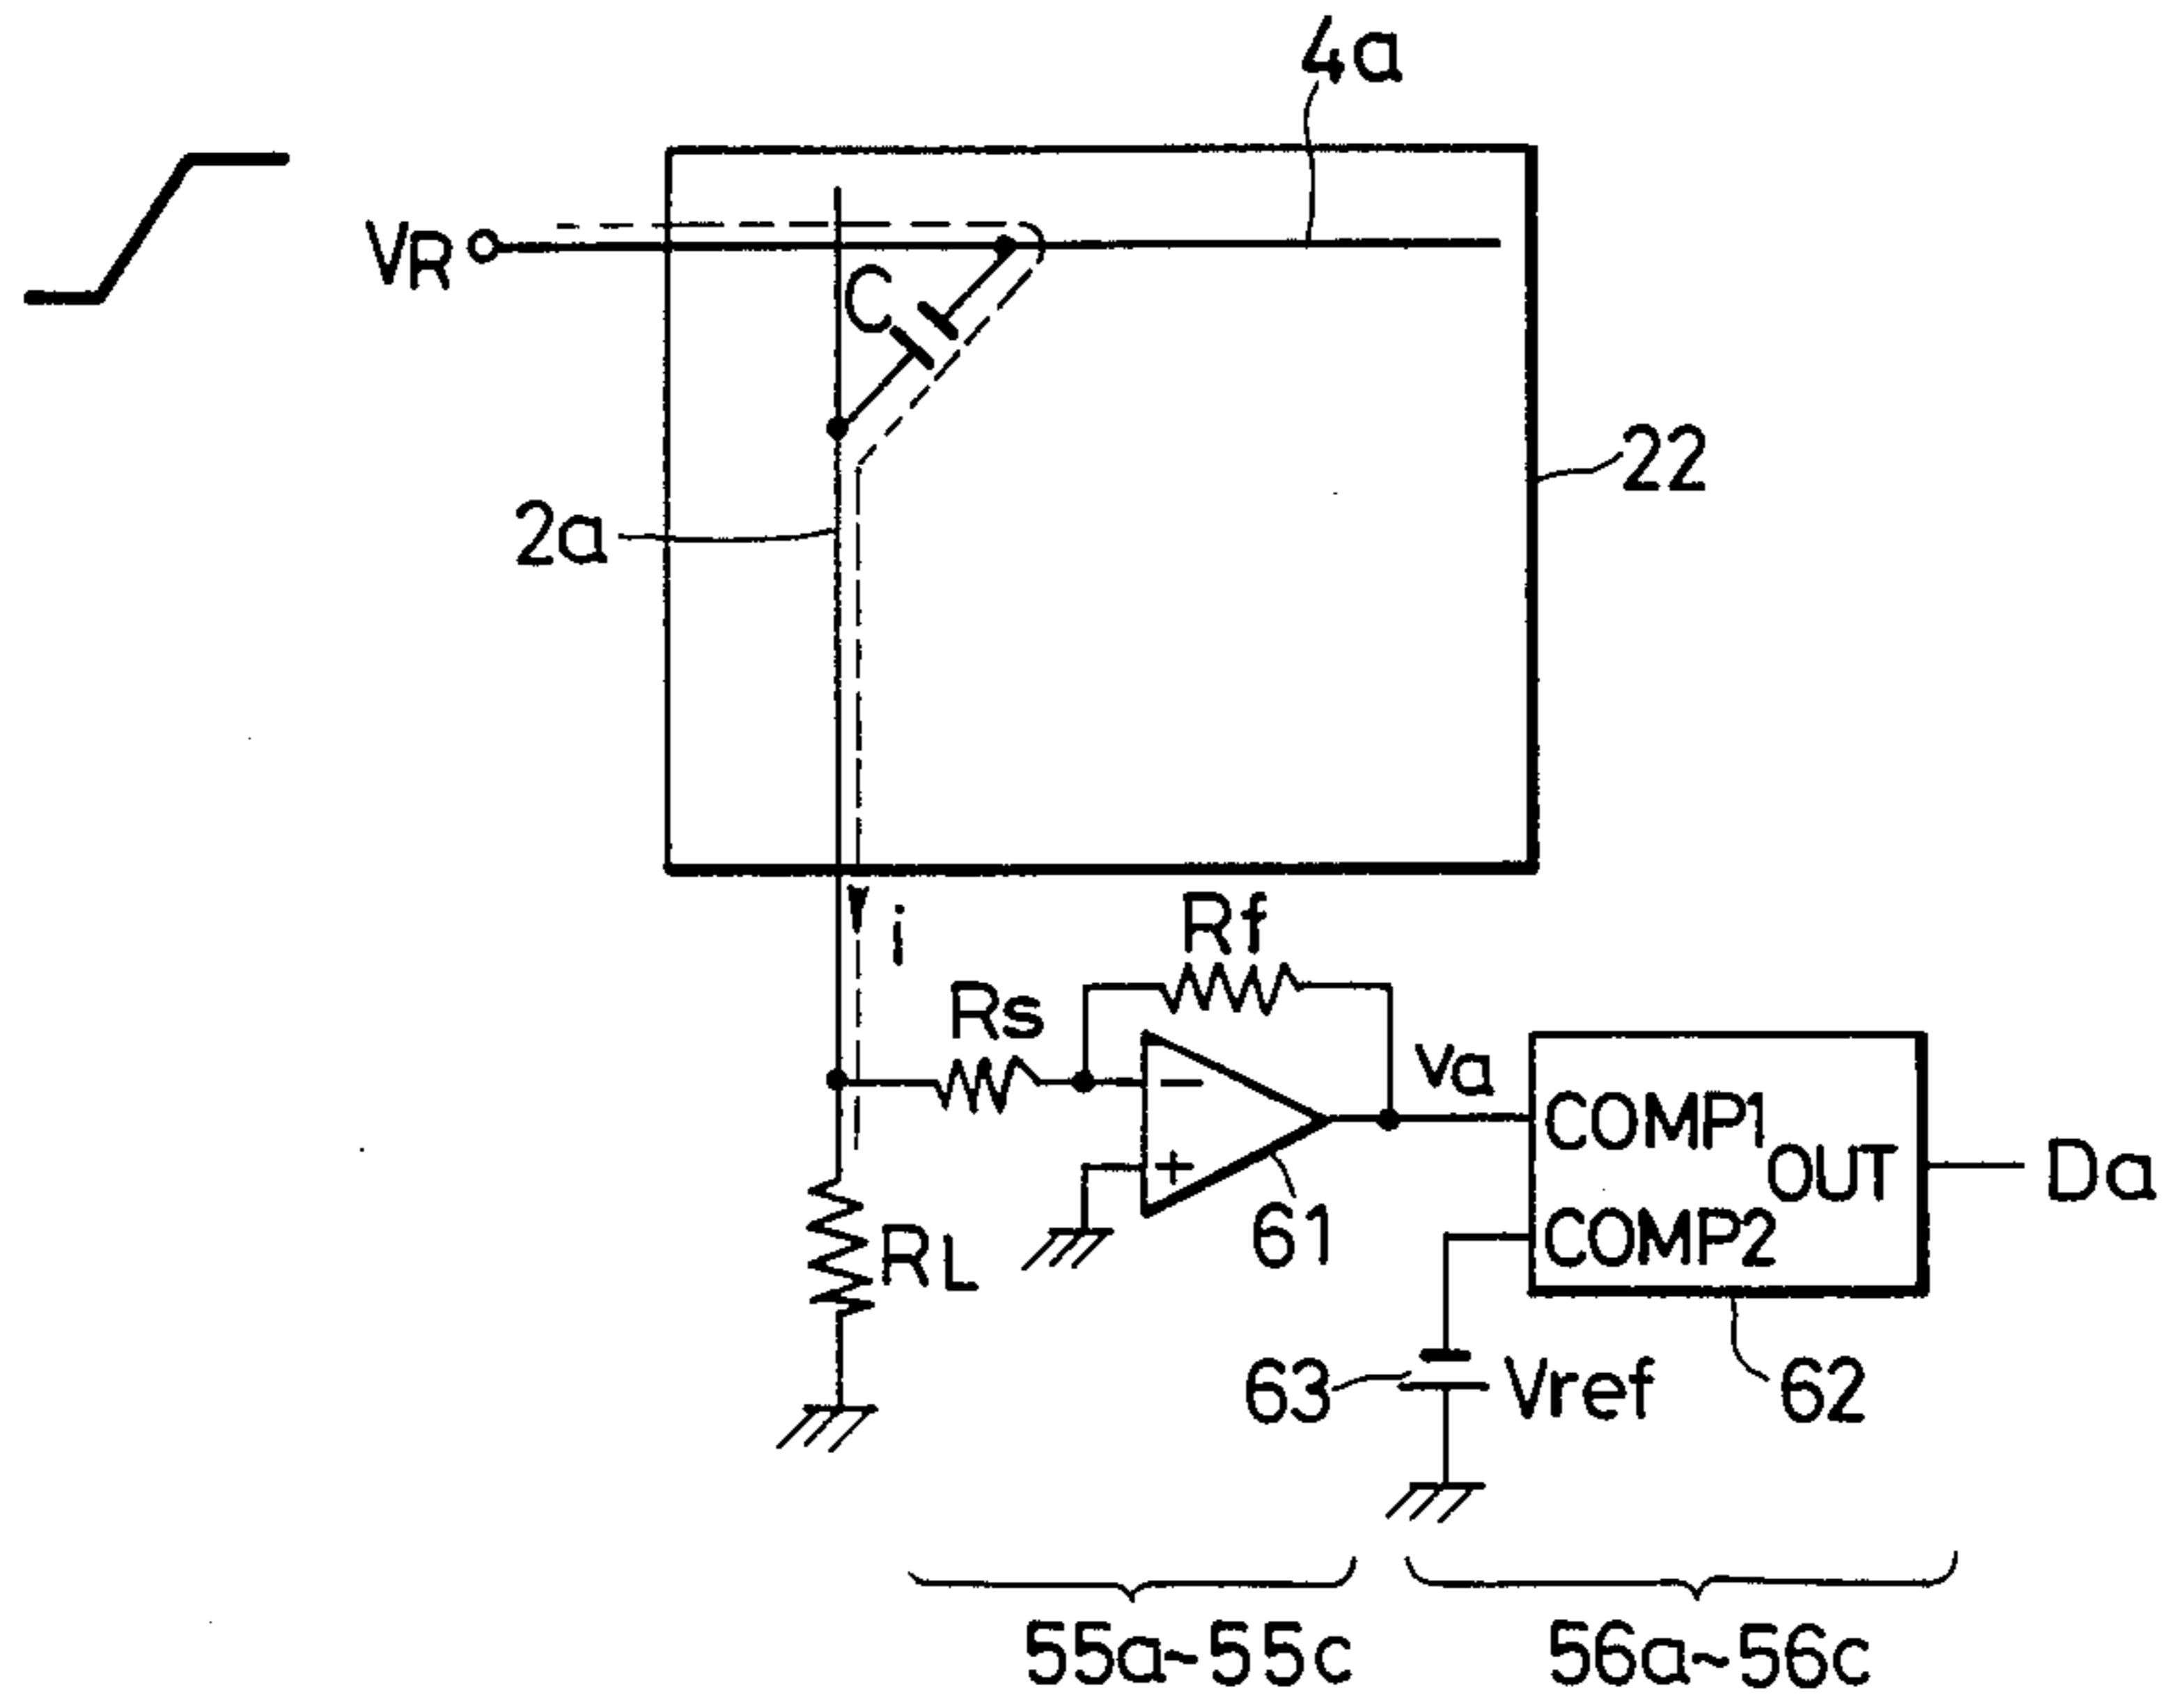 4a
VR
C
22
2a
i
Rf
Rs
va
COMP1
OUT
Da
COMP2
61
RL
63
Vref
62
55a~55c
56a~56c